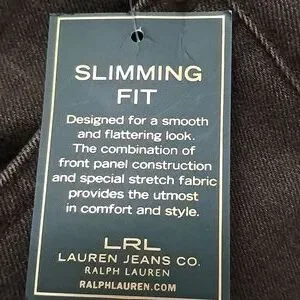 SLIMMING
FIT
Designed for a smooth
and flattering look.
The combination of
front panel construction
and special stretch fabric
provides the utmost
in comfort and style.
LRL
LAUREN JEANS CO.
RALPH LAUREN
RALPHLAUREN.COM